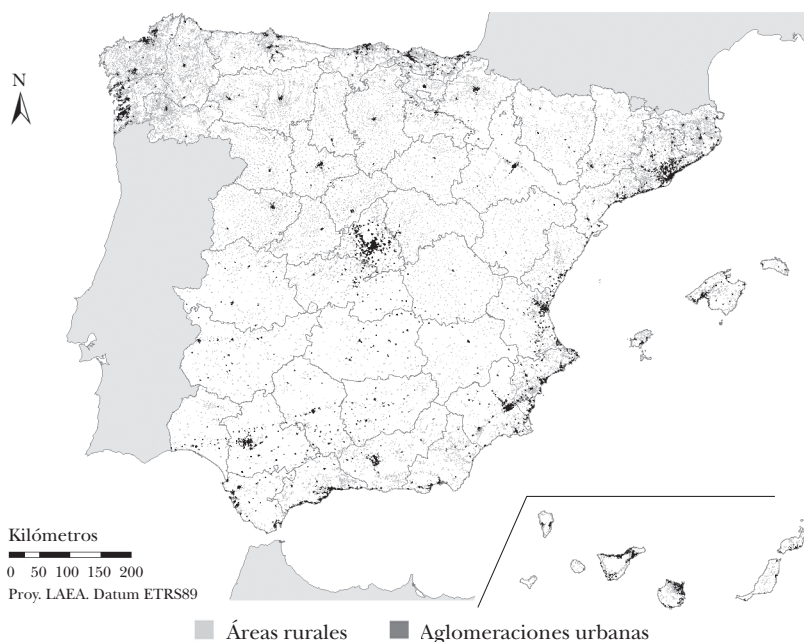 N
Kilómetros
0 50 100 150 200
Proy. LAEA. Datum ETRS89
Áreas rurales
Aglomeraciones urbanas